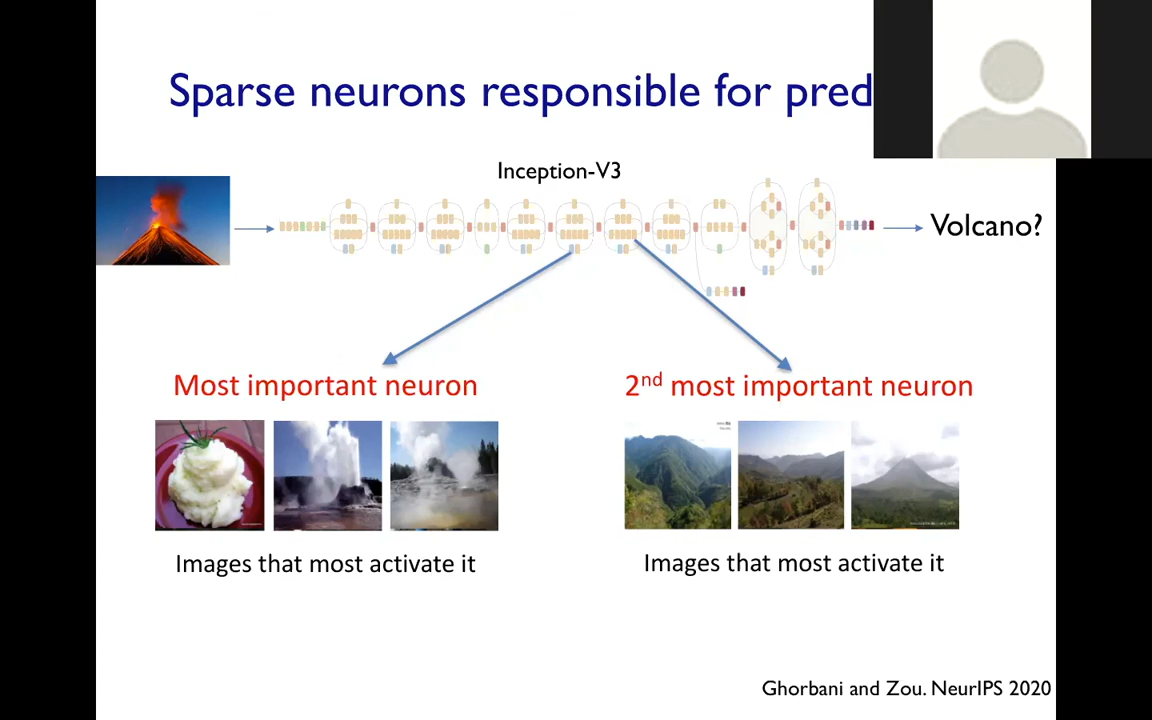 Sparse neurons responsible for pred
Inception-V3
Volcano?
Most important neuron
2nd most important neuron
Images that most activate it
Images that most activate it
Ghorbani and Zou. NeurIPS 2020